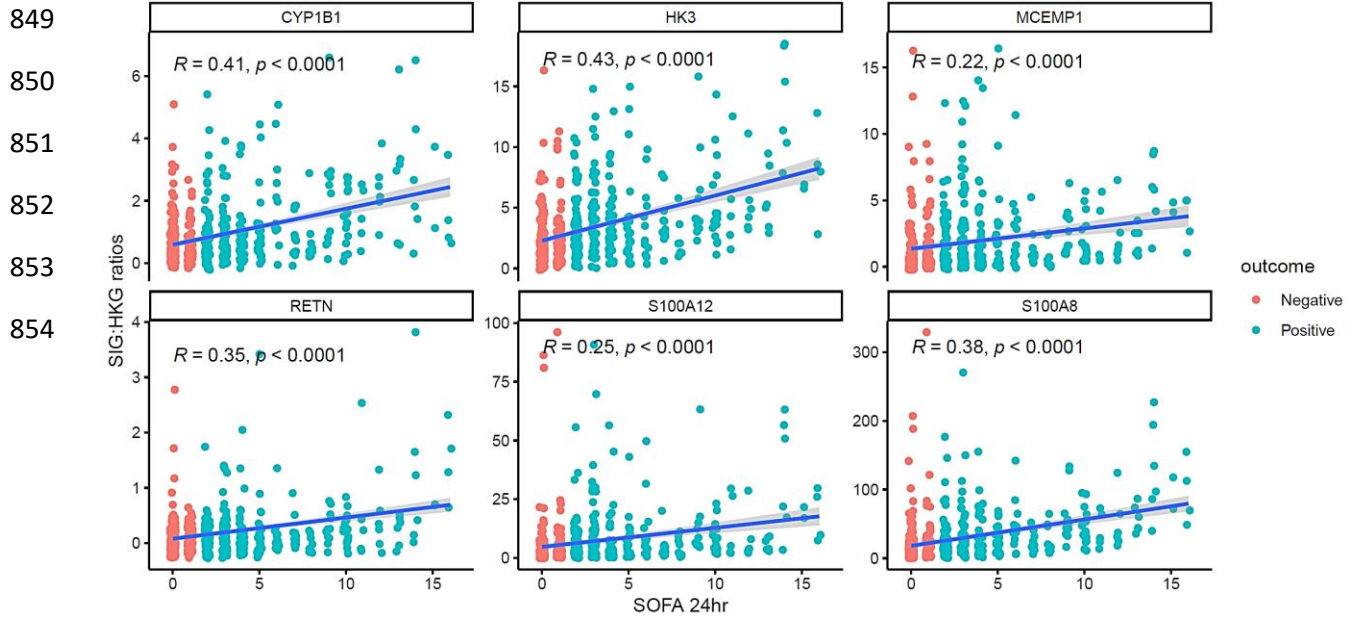 849
850
851
852
853
854
CYP1B1
HK3
MCEMP1
R = 0.41, p < 0.0001
R = 0.43, p < 0.0001
R = 0.22, p < 0.0001
6
4
2
0
15
10
5
0
15
10
5
0
SIG:HKG ratios
RETN
S100A12
S100A8
R = 0.35, p < 0.0001
R = 0.25, p < 0.0001
R = 0.38, p < 0.0001
4
3
2
1
0
100
75
50
25
0
300
200
100
0
0 5 10 15
0 5 10 15
0 5 10 15
SOFA 24hr
outcome
Negative
Positive